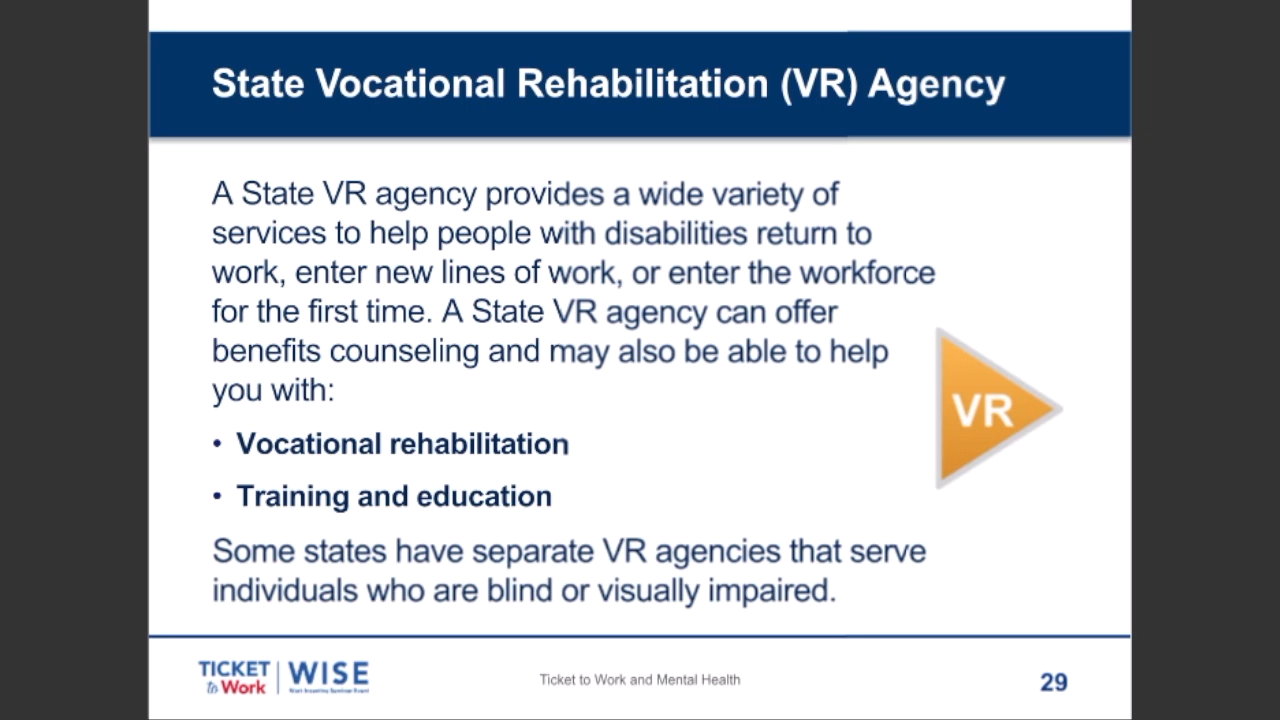 State Vocational Rehabilitation (VR) Agency
A State VR agency provides a wide variety of
services to help people with disabilities return to
work, enter new lines of work, or enter the workforce
for the first time. A State VR agency can offer
benefits counseling and may also be able to help
you with:
VR
• Vocational rehabilitation
• Training and education
Some states have separate VR agencies that serve
individuals who are blind or visually impaired.
TICKET to Work | WISE
Work Incentive Seminar Event
Ticket to Work and Mental Health
29